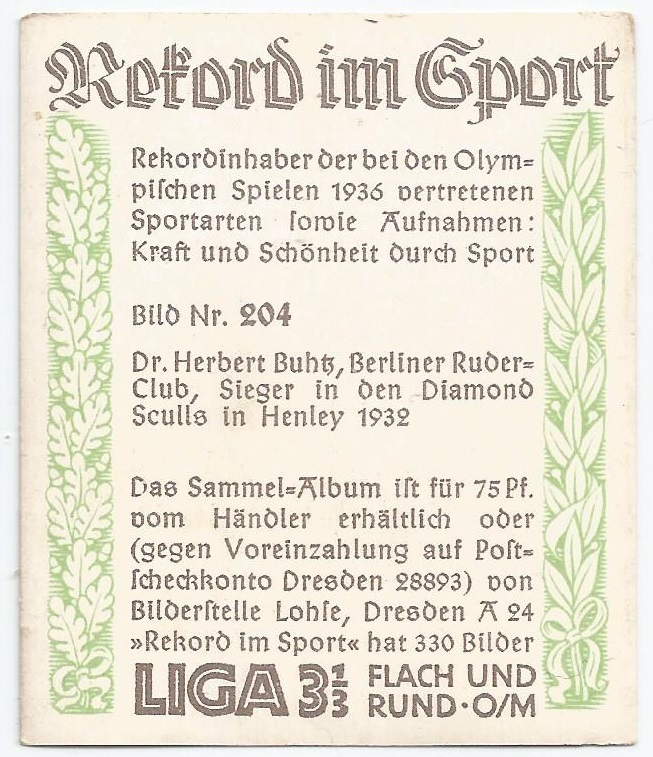 Rekord im Sport
Rekordinhaber der bei den Olym=
piſchen Spielen 1936 vertretenen
Sportarten ſowie Aufnahmen:
Kraft und Schönheit durch Sport
Bild Nr. 204
Dr. Herbert Buhtz, Berliner Ruder=
Club, Sieger in den Diamond
Sculls in Henley 1932
Das Sammel=Album iſt für 75 Pf.
vom Händler erhältlich oder
(gegen Voreinzahlung auf Poſt=
ſcheckkonto Dresden 28893) von
Bilderſtelle Lohſe, Dresden A 24
»Rekord im Sport« hat 330 Bilder
LIGA 3⅓ FLACH UND
RUND·O/M